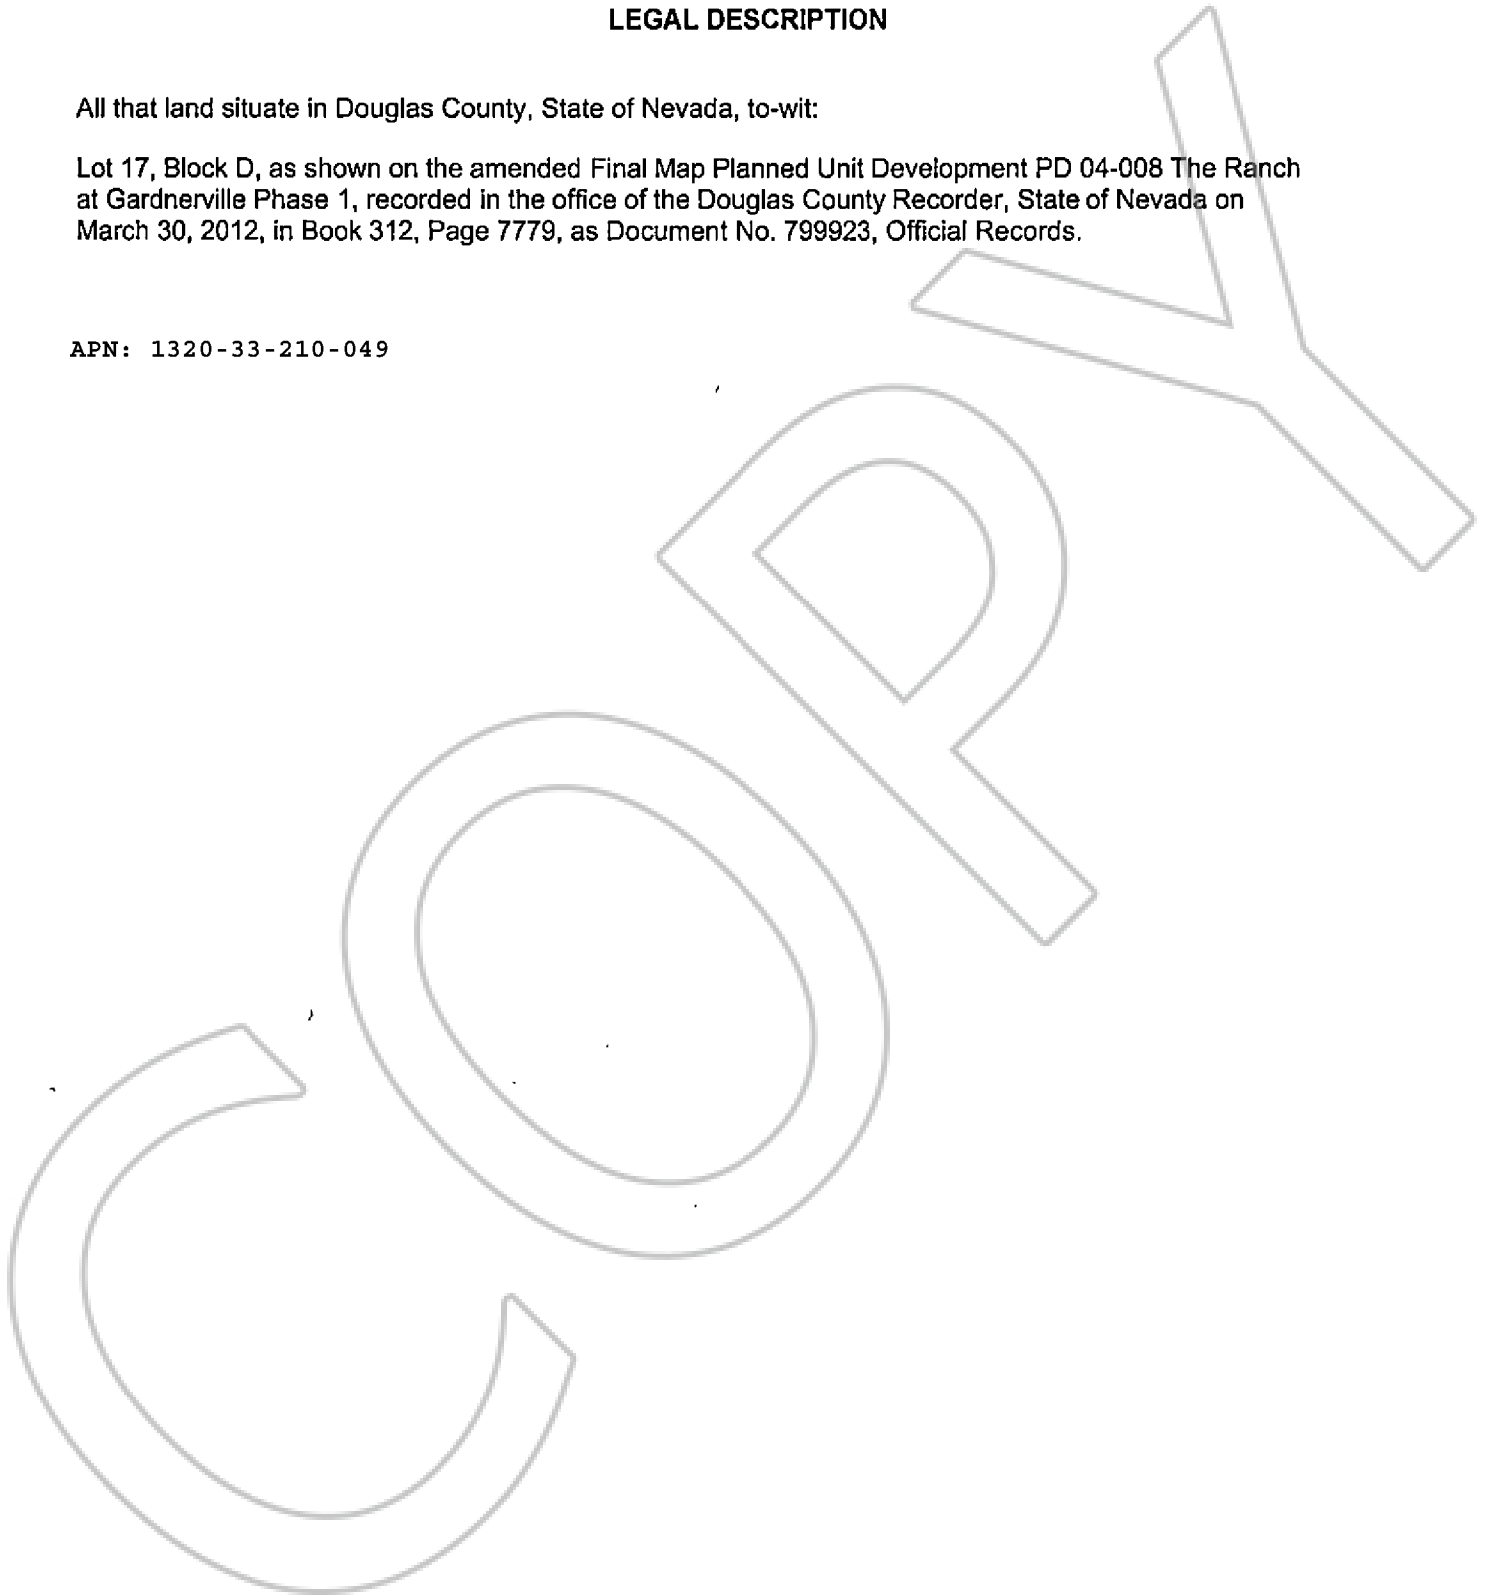 LEGAL DESCRIPTION
All that land situate in Douglas County, State of Nevada, to-wit:
Lot 17, Block D, as shown on the amended Final Map Planned Unit Development PD 04-008 The Ranch
at Gardnerville Phase 1, recorded in the office of the Douglas County Recorder, State of Nevada on
March 30, 2012, in Book 312, Page 7779, as Document No. 799923, Official Records.
APN: 1320-33-210-049
COPY